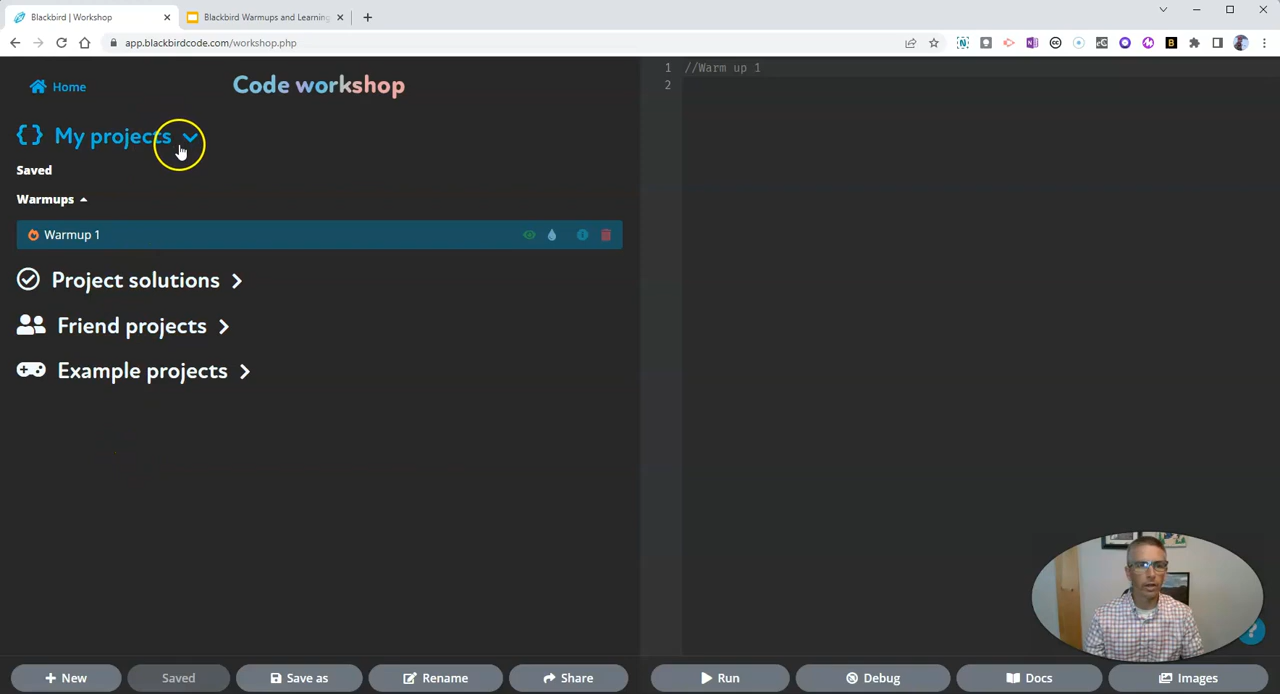 Blackbird | Workshop
Blackbird Warmups and Learning
app.blackbirdcode.com/workshop.php
Home
Code workshop
{ } My projects
Saved
Warmups
Warmup 1
Project solutions
Friend projects
Example projects
1 //Warm up 1
2
+ New
Saved
Save as
Rename
Share
Run
Debug
Docs
Images
?